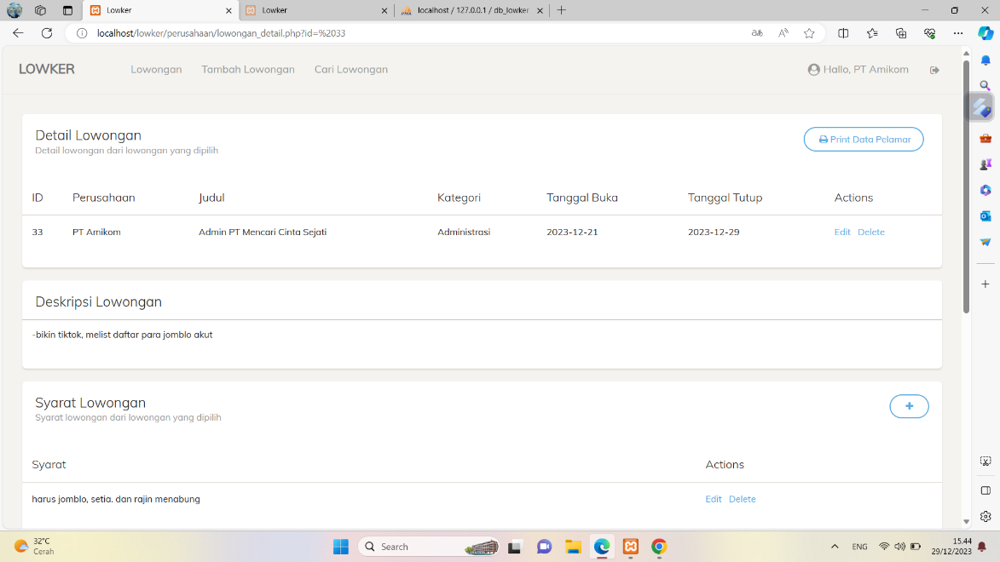 Lowker
Lowker
localhost / 127.0.0.1 / db_lowker
localhost/lowker/perusahaan/lowongan_detail.php?id=%2033
LOWKER
Lowongan
Tambah Lowongan
Cari Lowongan
Hallo, PT Amikom
Detail Lowongan
Detail lowongan dari lowongan yang dipilih
Print Data Pelamar
ID Perusahaan Judul Kategori Tanggal Buka Tanggal Tutup Actions
33 PT Amikom Admin PT Mencari Cinta Sejati Administrasi 2023-12-21 2023-12-29 Edit Delete
Deskripsi Lowongan
-bikin tiktok, melist daftar para jomblo akut
Syarat Lowongan
Syarat lowongan dari lowongan yang dipilih
+
Syarat Actions
harus jomblo, setia. dan rajin menabung Edit Delete
32°C
Cerah
Search
ENG
15.44
29/12/2023